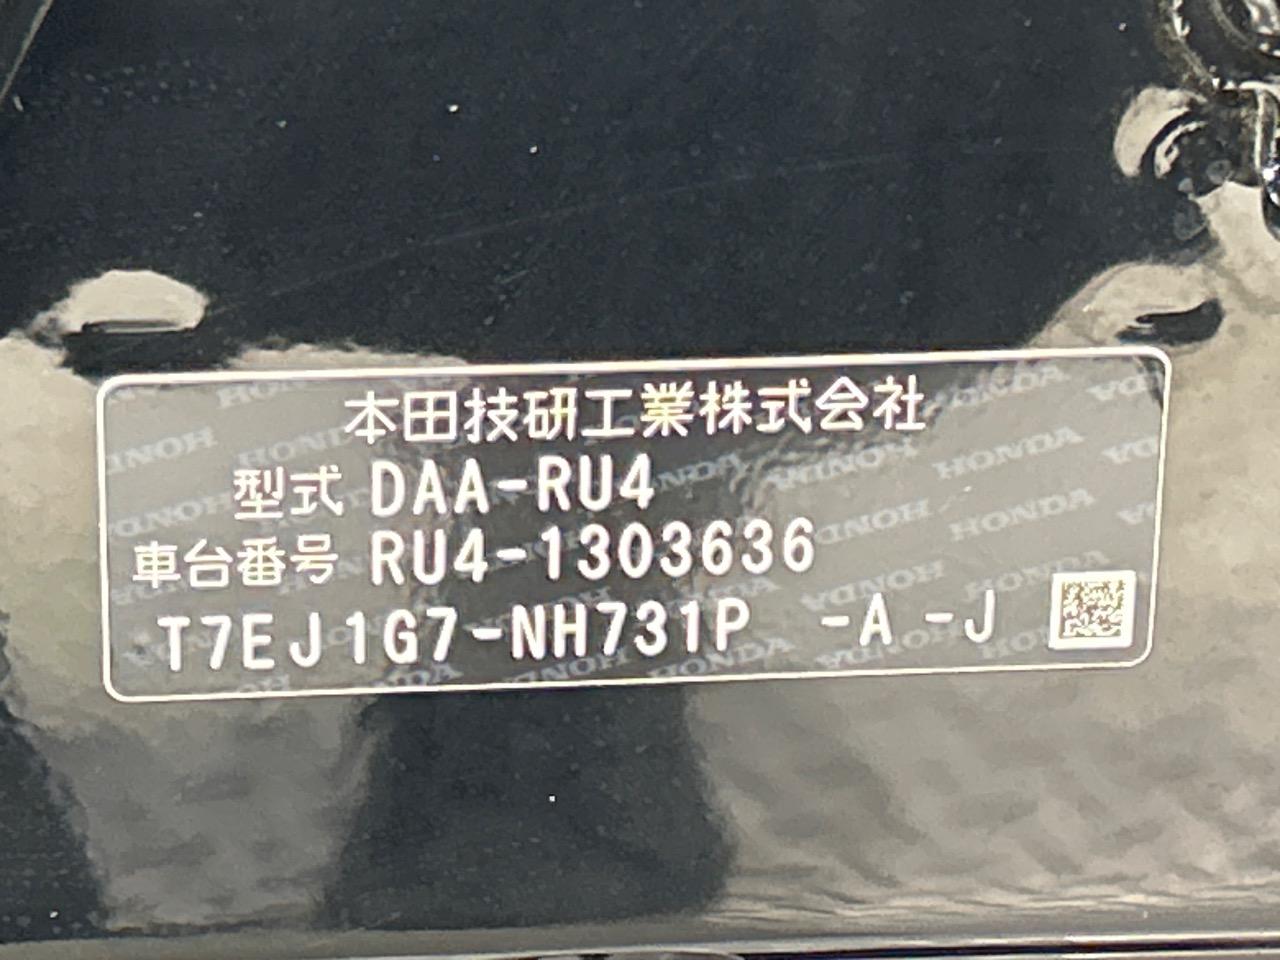 本田技研工業株式会社
型式 DAA-RU4
車台番号 RU4-1303636
T7EJ1G7-NH731P -A -J